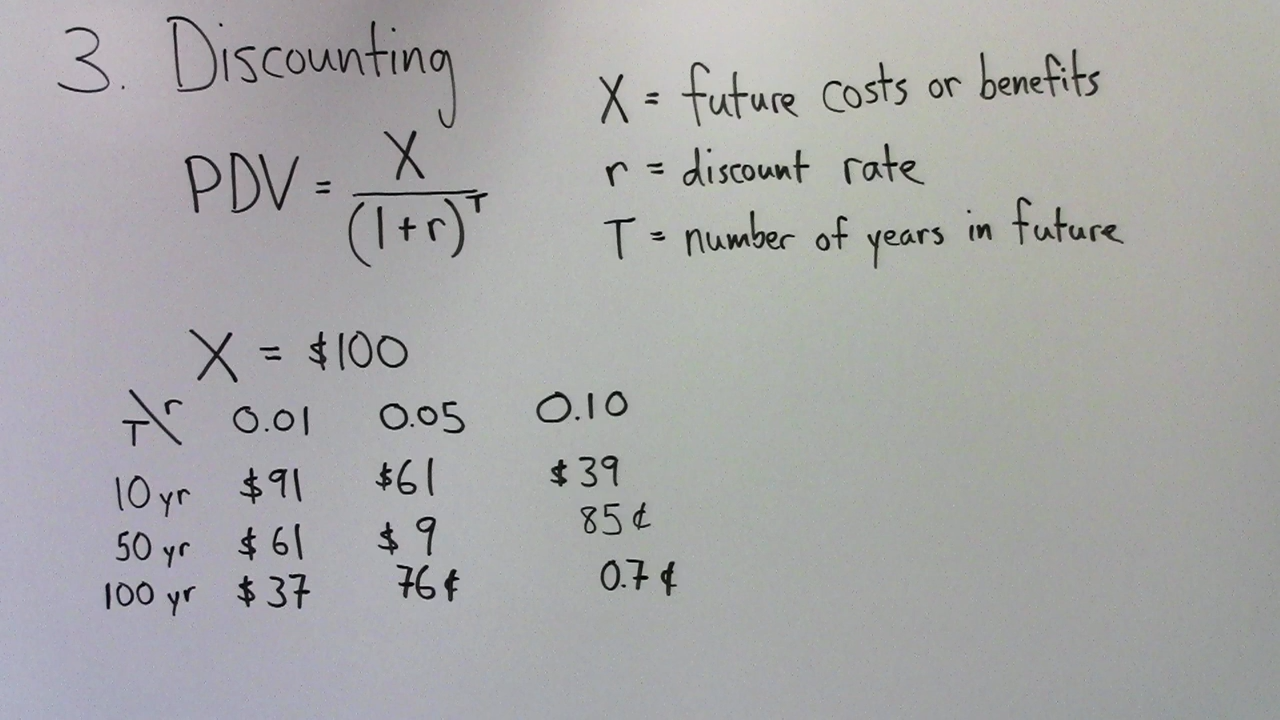 3. Discounting
PDV = X / (1+r)^T
X = future costs or benefits
r = discount rate
T = number of years in future
X = $100
T\r 0.01 0.05 0.10
10 yr $91 $61 $39
50 yr $61 $9 85¢
100 yr $37 76¢ 0.7¢